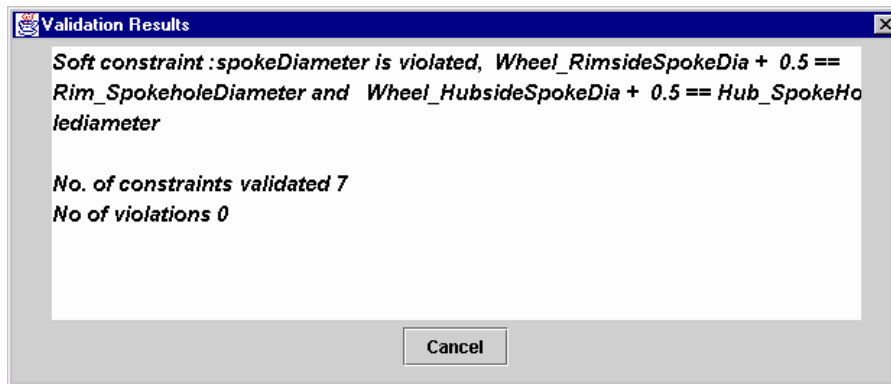 Validation Results
Soft constraint :spokeDiameter is violated, Wheel_RimsideSpokeDia + 0.5 ==
Rim_SpokeholeDiameter and Wheel_HubsideSpokeDia + 0.5 == Hub_SpokeHo
lediameter
No. of constraints validated 7
No of violations 0
Cancel